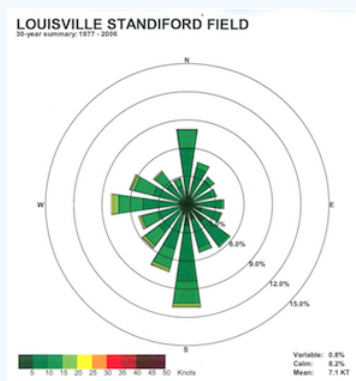 LOUISVILLE STANDIFORD FIELD
30-year summary: 1977 - 2006
N
W
E
6.0%
9.0%
12.0%
15.0%
S
5 10 15 20 25 30 35 40 45 50 Knots
Variable: 0.8%
Calm: 8.2%
Mean: 7.1 KT